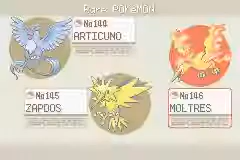 Rare POKéMON
No144
ARTICUNO
No145
ZAPDOS
No146
MOLTRES